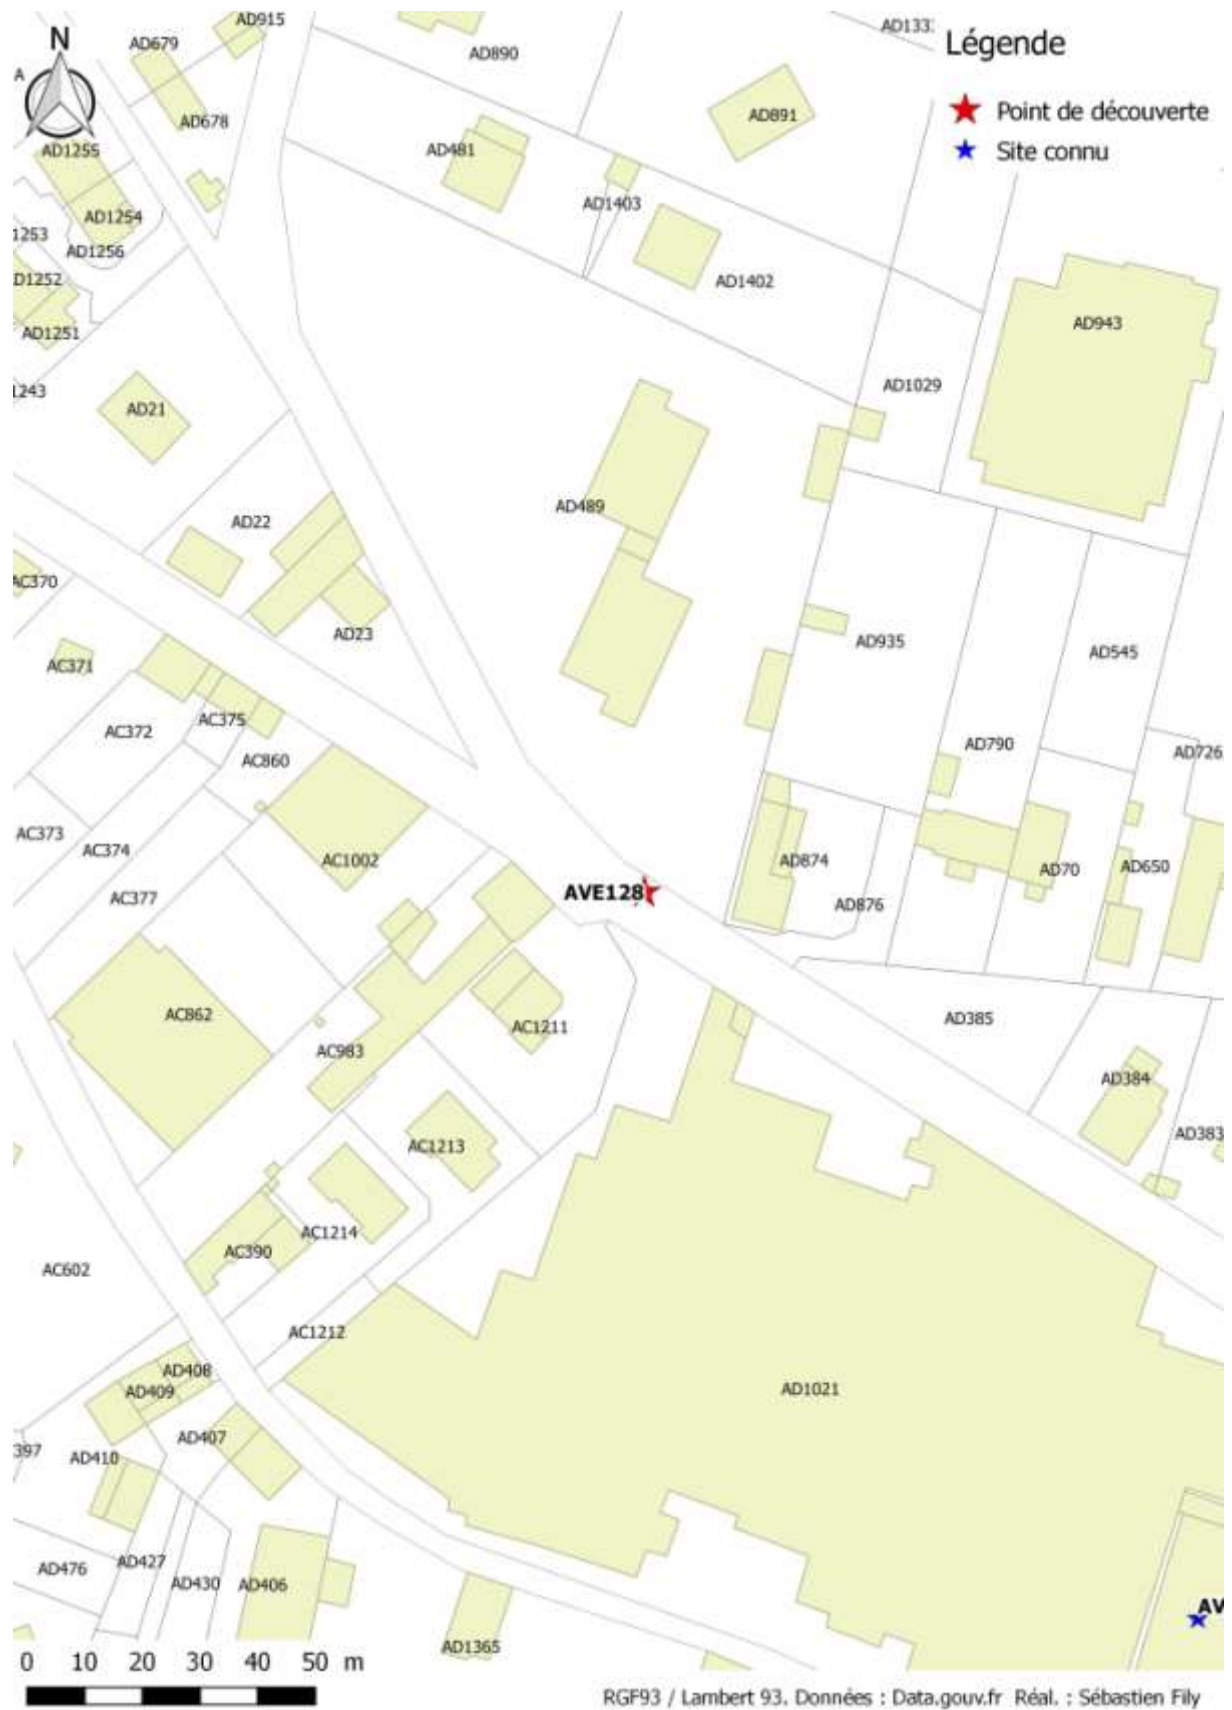 N
Légende
Point de découverte
Site connu
AD915
AD679
AD890
AD133
A
AD891
AD678
AD1255
AD481
AD1403
AD1254
1253
AD1256
D1252
AD1402
AD943
AD1251
1243
AD1029
AD21
AD22
AD489
AC370
AD23
AD935
AD545
AC371
AC375
AC372
AD790
AD726
AC860
AC373
AC374
AC1002
AD874
AD70
AD650
AC377
AVE128
AD876
AC862
AC1211
AD385
AC983
AD384
AC1213
AD383
AC1214
AC390
AC602
AC1212
AD408
AD409
AD1021
AD407
397
AD410
AD476
AD427
AD430
AD406
AV
AD1365
0 10 20 30 40 50 m
RGF93 / Lambert 93. Données : Data.gouv.fr Réal. : Sébastien Fily